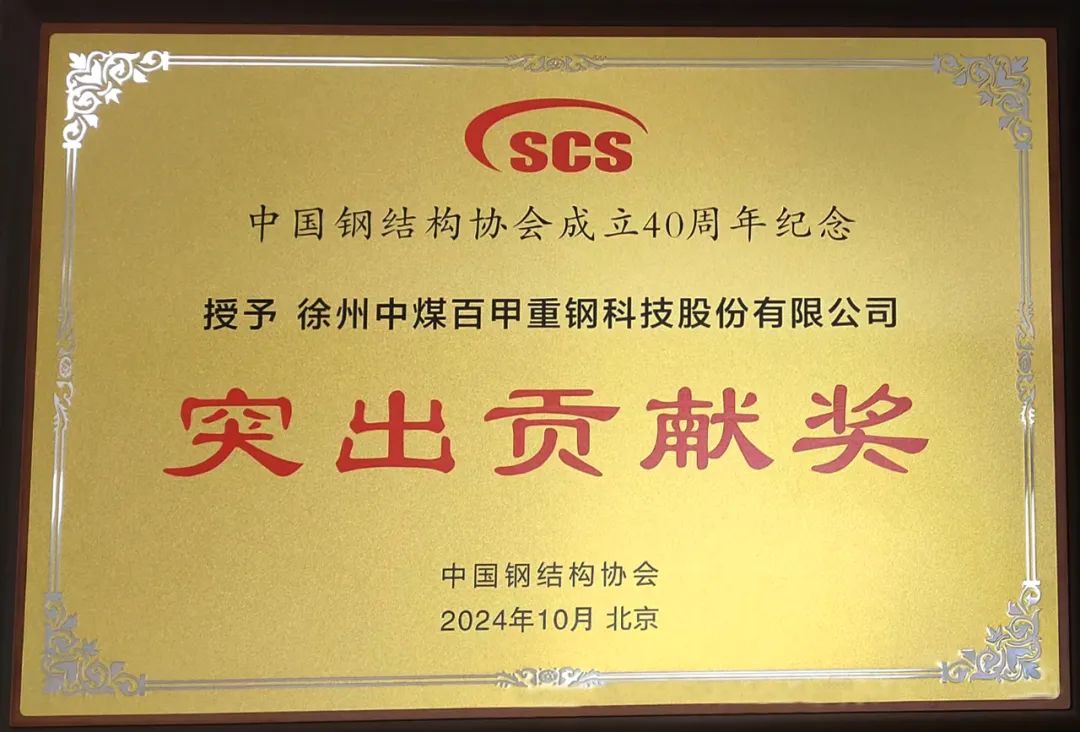 SCS
中国钢结构协会成立40周年纪念
授予 徐州中煤百甲重钢科技股份有限公司
突出贡献奖
中国钢结构协会
2024年10月 北京